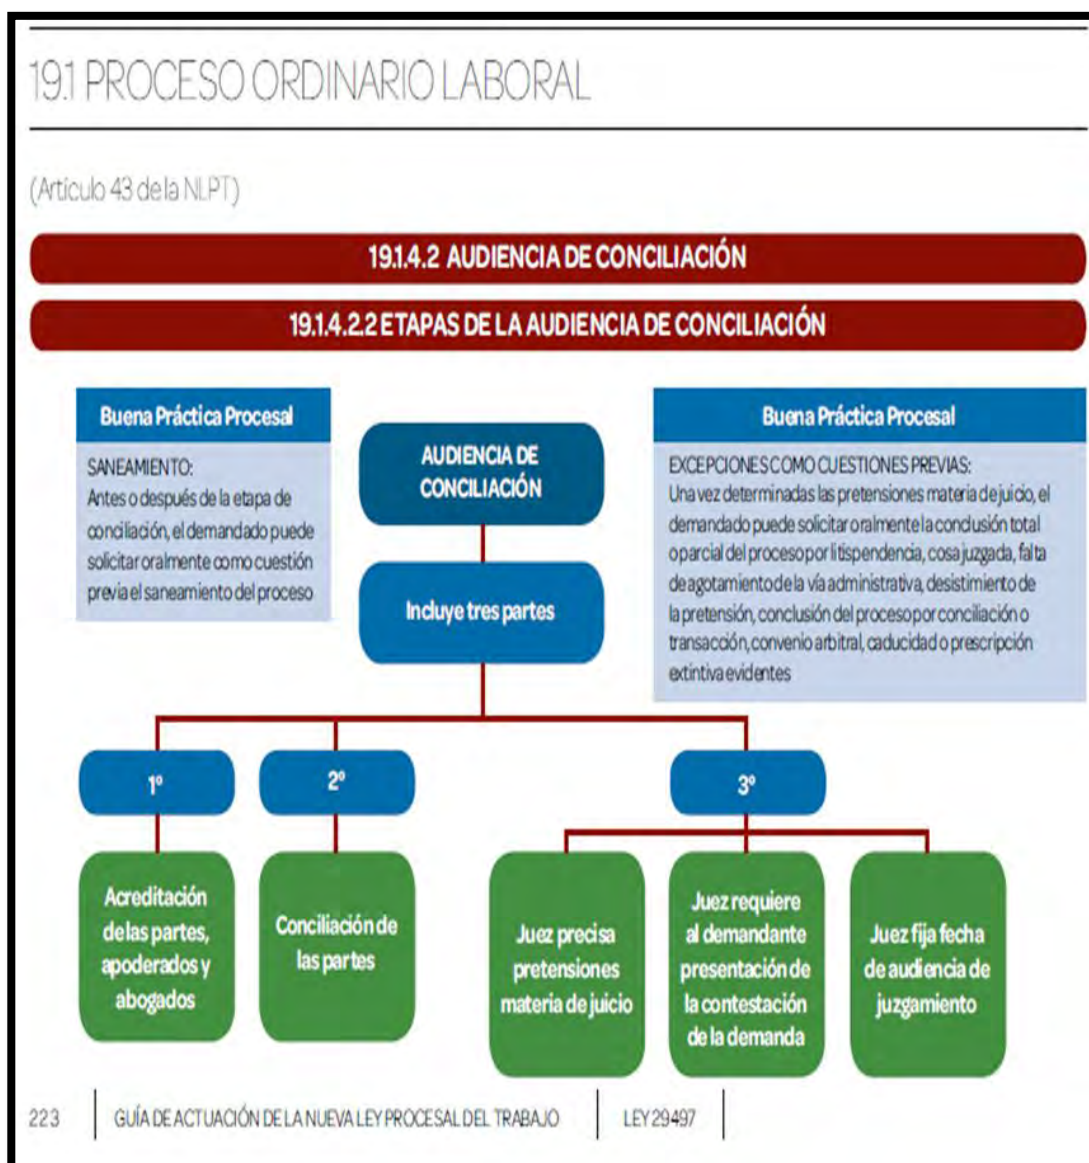 19.1 PROCESO ORDINARIO LABORAL
(Artículo 43 de la NLPT)
19.1.4.2 AUDIENCIA DE CONCILIACIÓN
19.1.4.2.2 ETAPAS DE LA AUDIENCIA DE CONCILIACIÓN
Buena Práctica Procesal
SANEAMIENTO:
Antes o después de la etapa de
conciliación, el demandado puede
solicitar oralmente como cuestión
previa el saneamiento del proceso
AUDIENCIA DE
CONCILIACIÓN
Incluye tres partes
Buena Práctica Procesal
EXCEPCIONES COMO CUESTIONES PREVIAS:
Una vez determinadas las pretensiones materia de juicio, el
demandado puede solicitar oralmente la conclusión total
o parcial del proceso por litispendencia, cosa juzgada, falta
de agotamiento de la vía administrativa, desistimiento de
la pretensión, conclusión del proceso por conciliación o
transacción, convenio arbitral, caducidad o prescripción
extintiva evidentes
1º
2º
3º
Acreditación
de las partes,
apoderados y
abogados
Conciliación de
las partes
Juez precisa
pretensiones
materia de juicio
Juez requiere
al demandante
presentación de
la contestación
de la demanda
Juez fija fecha
de audiencia de
juzgamiento
223 GUÍA DE ACTUACIÓN DE LA NUEVA LEY PROCESAL DEL TRABAJO LEY 29497